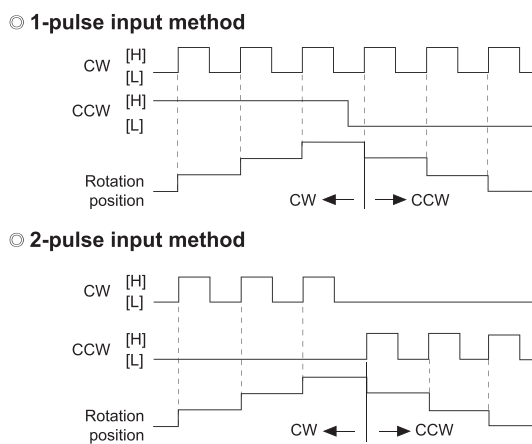 ◎ 1-pulse input method
CW [H]
[L]
CCW [H]
[L]
Rotation
position
CW CCW
◎ 2-pulse input method
CW [H]
[L]
CCW [H]
[L]
Rotation
position
CW CCW